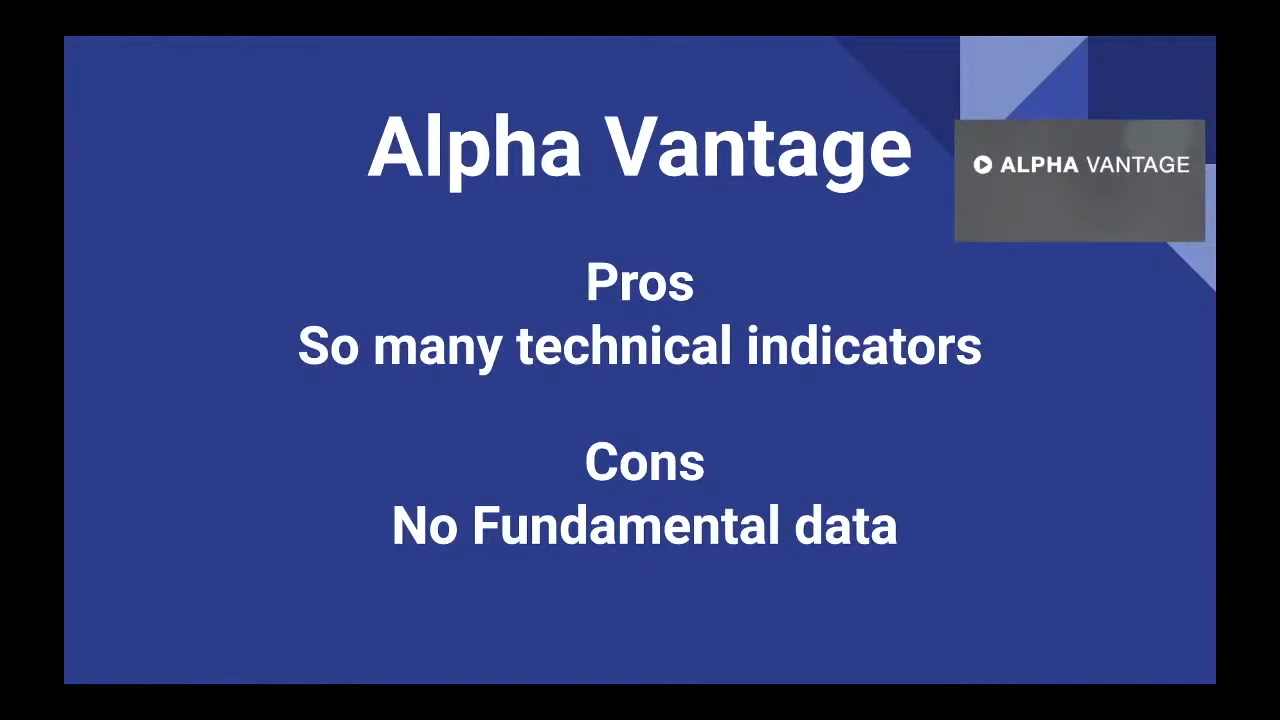 Alpha Vantage
ALPHA VANTAGE
Pros
So many technical indicators
Cons
No Fundamental data